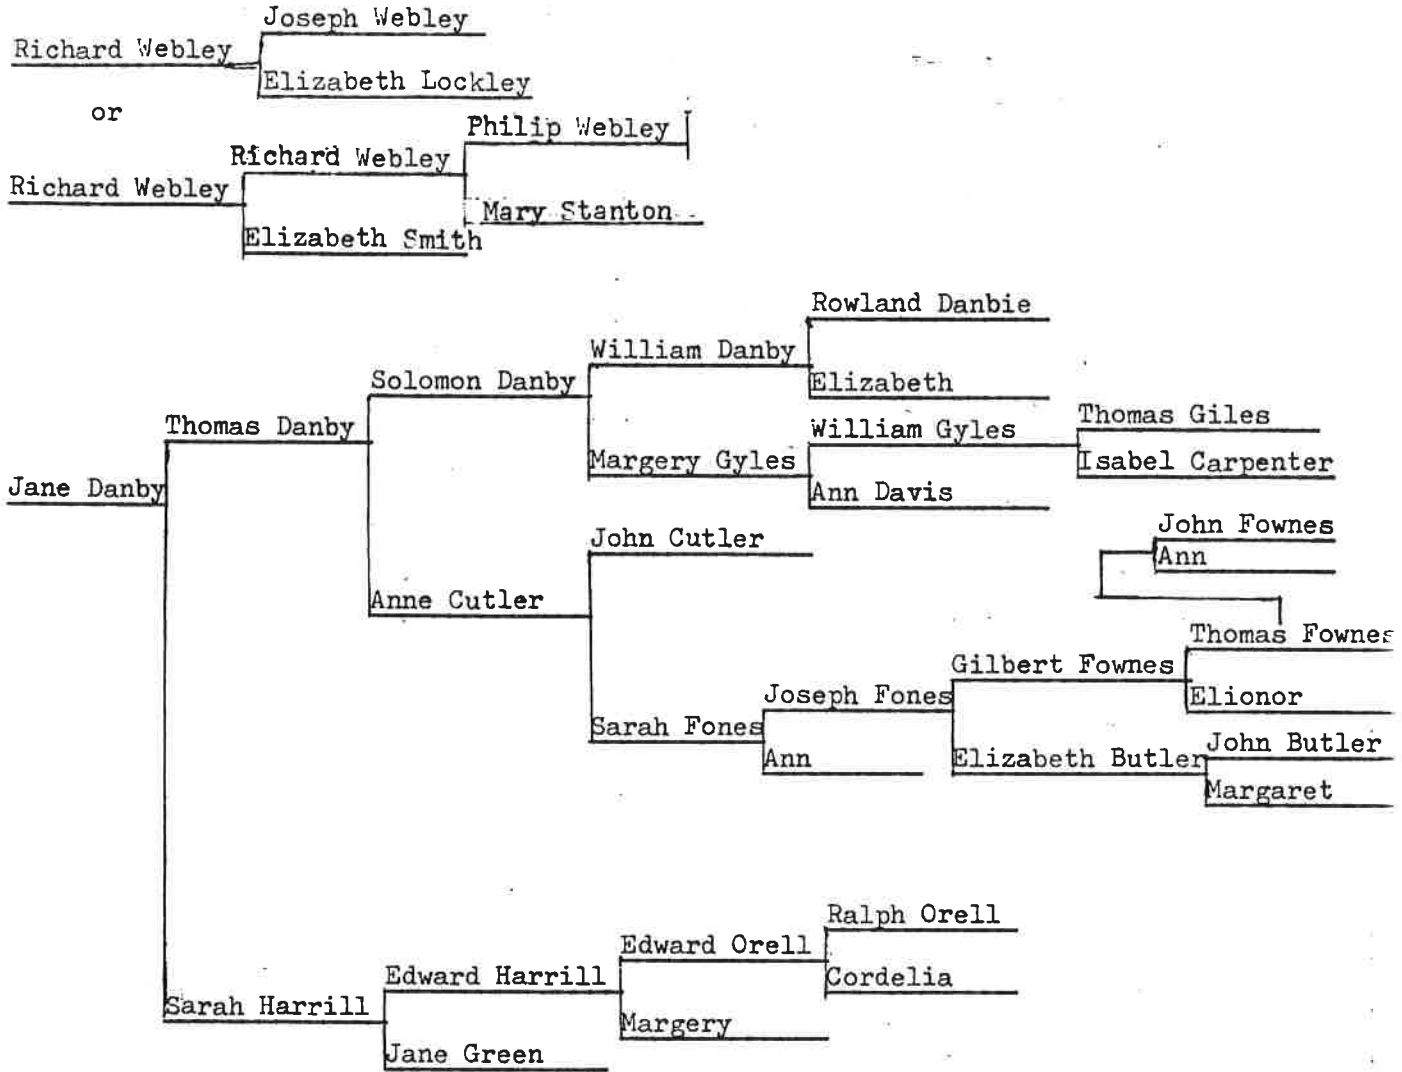 Joseph Webley
Richard Webley
Elizabeth Lockley
or
Philip Webley
Richard Webley
Richard Webley
Mary Stanton
Elizabeth Smith
Rowland Danbie
William Danby
Solomon Danby
Elizabeth
Thomas Danby
Thomas Giles
William Gyles
Margery Gyles
Isabel Carpenter
Jane Danby
Ann Davis
John Fownes
John Cutler
Ann
Anne Cutler
Thomas Fownes
Gilbert Fownes
Joseph Fones
Elionor
Sarah Fones
John Butler
Ann
Elizabeth Butler
Margaret
Ralph Orell
Edward Orell
Edward Harrill
Cordelia
Sarah Harrill
Margery
Jane Green